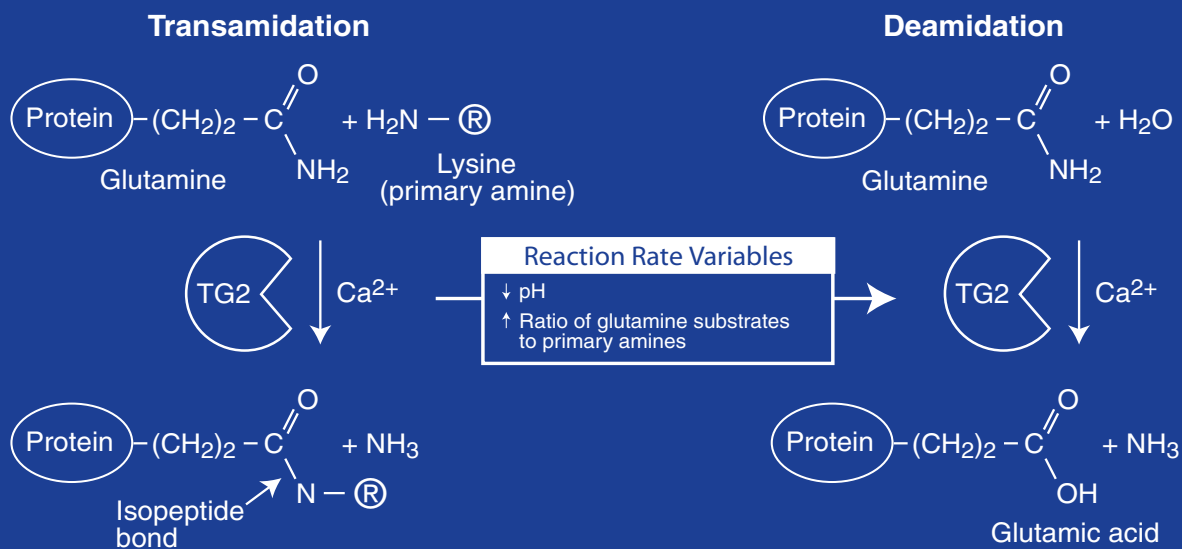 Transamidation
Protein –(CH₂)₂ – C
O
NH₂
+ H₂N – Ⓡ
Glutamine
Lysine
(primary amine)
TG2
Ca²⁺
Protein –(CH₂)₂ – C
O
N – Ⓡ
+ NH₃
Isopeptide
bond
Reaction Rate Variables
↓ pH
↑ Ratio of glutamine substrates
to primary amines
Deamidation
Protein –(CH₂)₂ – C
O
NH₂
+ H₂O
Glutamine
TG2
Ca²⁺
Protein –(CH₂)₂ – C
O
OH
+ NH₃
Glutamic acid